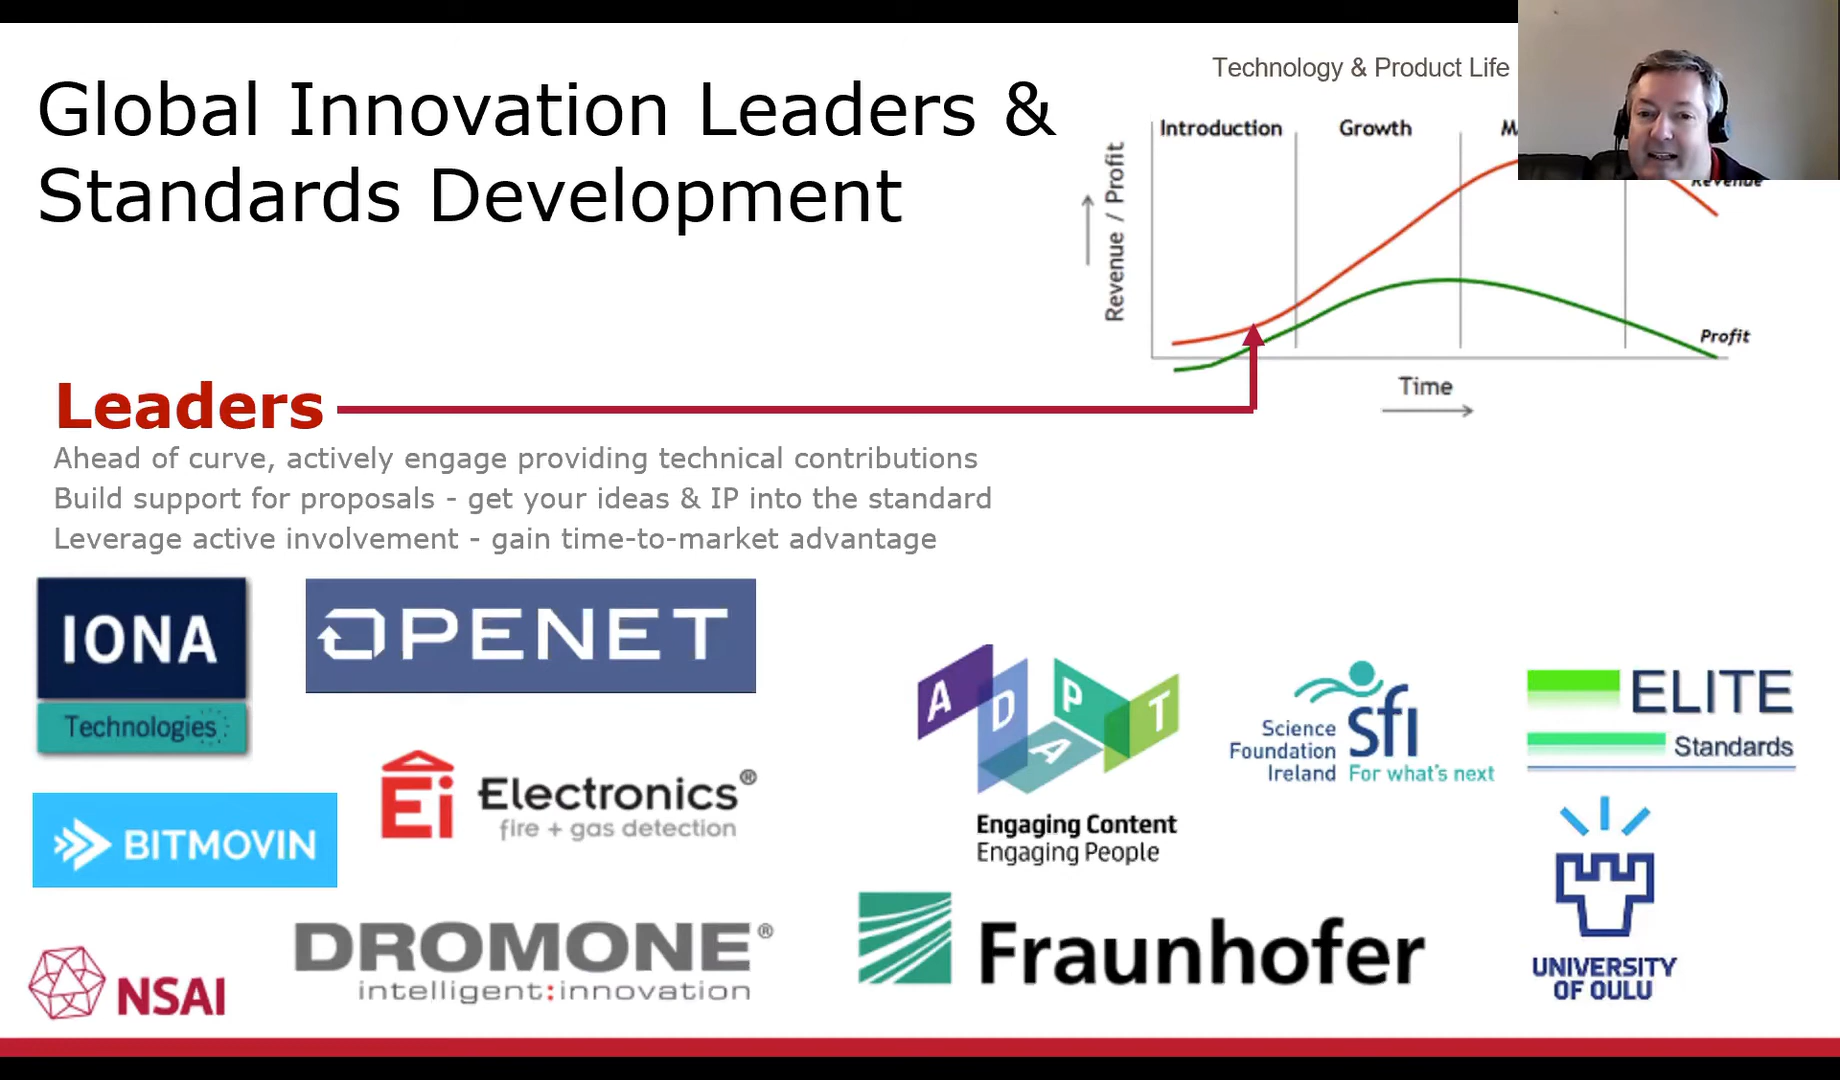 Global Innovation Leaders &
Standards Development
Technology & Product Life
Introduction
Growth
M
Revenue / Profit
Revenue
Profit
Time
Leaders
Ahead of curve, actively engage providing technical contributions
Build support for proposals - get your ideas & IP into the standard
Leverage active involvement - gain time-to-market advantage
IONA
Technologies
OPENET
Ei Electronics®
fire + gas detection
BITMOVIN
NSAI
DROMONE®
intelligent:innovation
ADAPT
Engaging Content
Engaging People
Science
Foundation
Ireland
sfi
For what's next
ELITE
Standards
Fraunhofer
UNIVERSITY
OF OULU